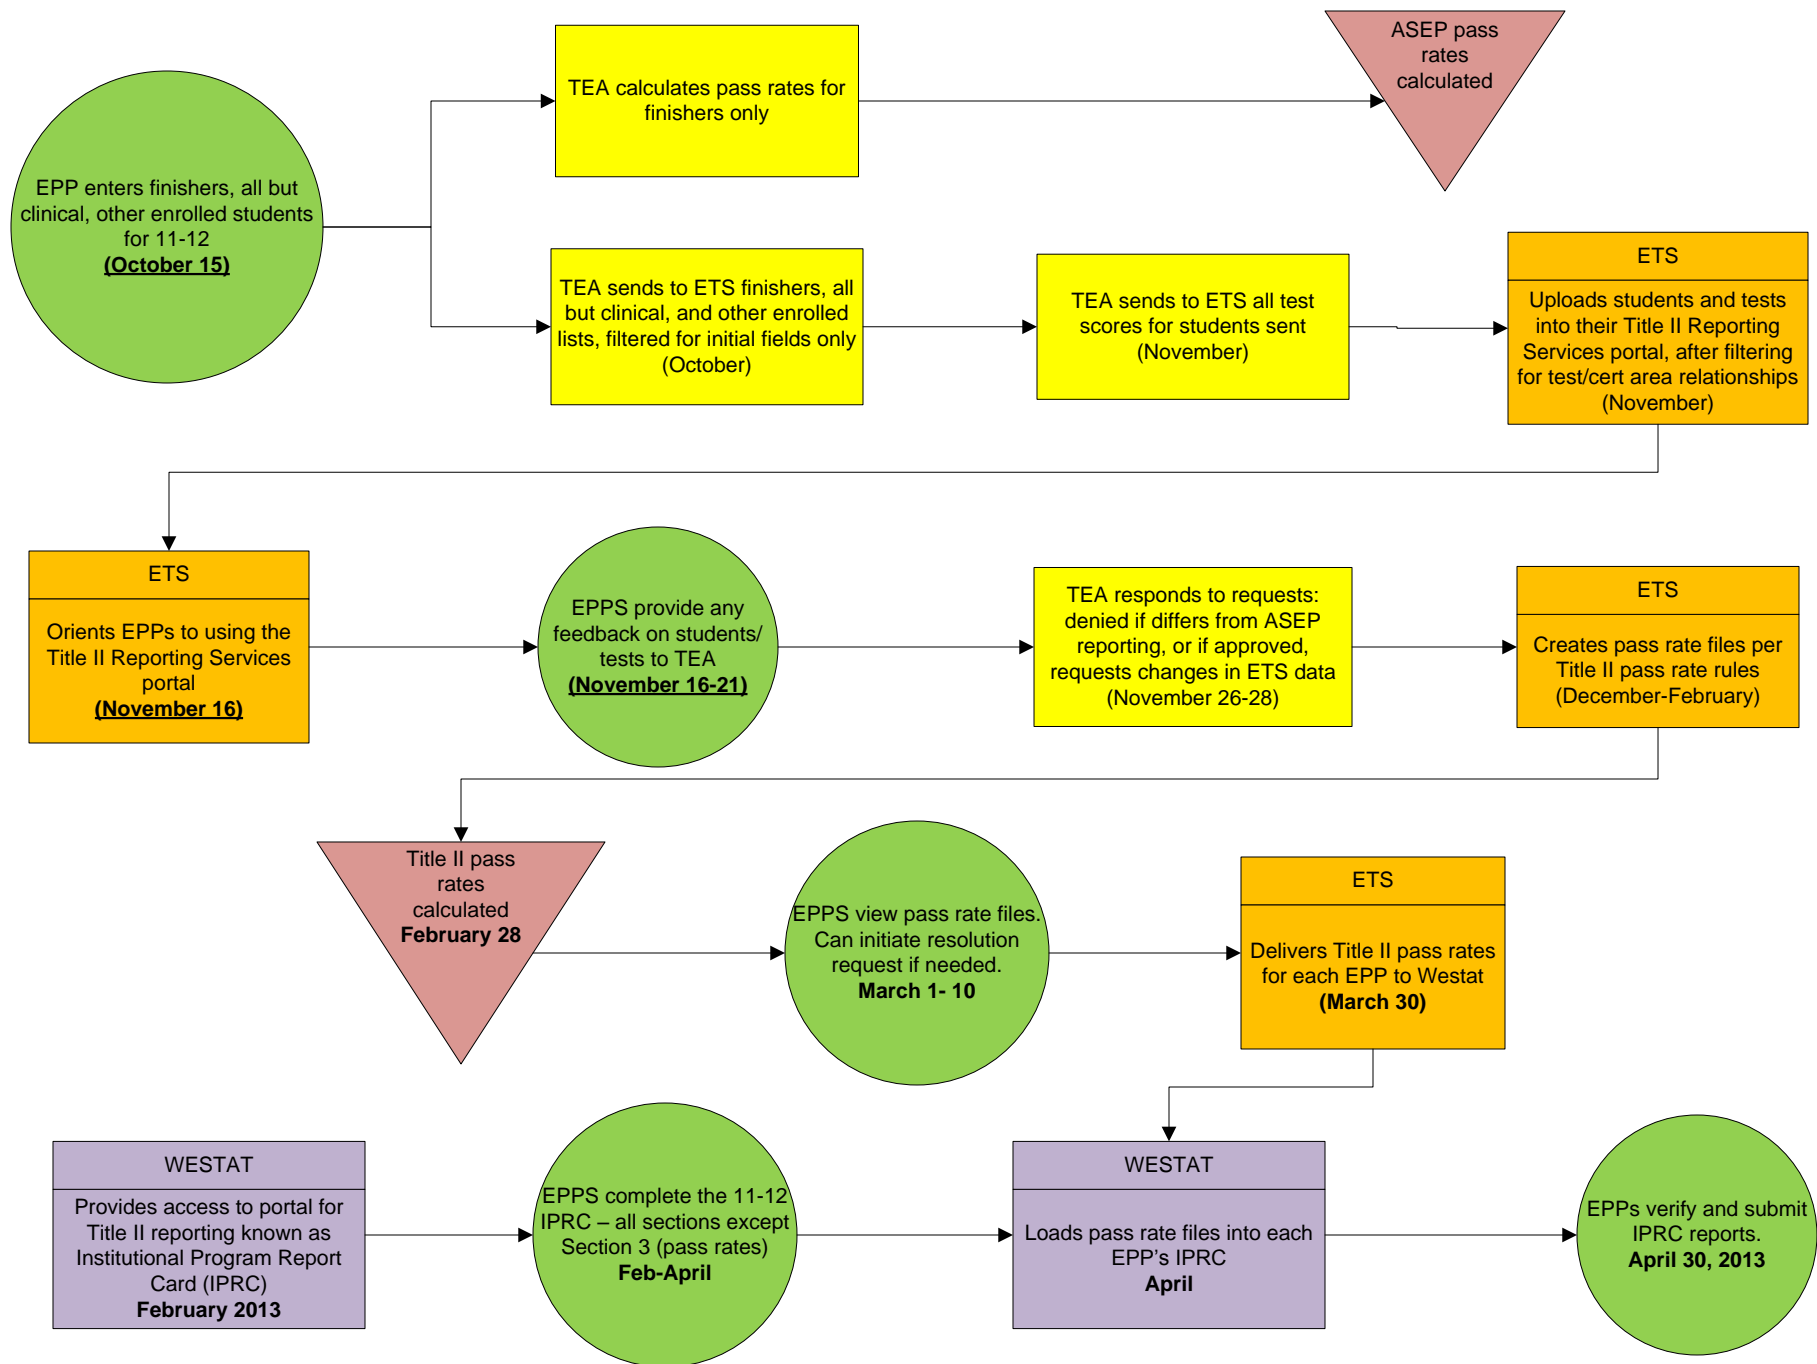 EPP enters finishers, all but
clinical, other enrolled students
for 11-12
(October 15)
TEA calculates pass rates for
finishers only
ASEP pass
rates
calculated
TEA sends to ETS finishers, all
but clinical, and other enrolled
lists, filtered for initial fields only
(October)
TEA sends to ETS all test
scores for students sent
(November)
ETS
Uploads students and tests
into their Title II Reporting
Services portal, after filtering
for test/cert area relationships
(November)
ETS
Orients EPPs to using the
Title II Reporting Services
portal
(November 16)
EPPS provide any
feedback on students/
tests to TEA
(November 16-21)
TEA responds to requests:
denied if differs from ASEP
reporting, or if approved,
requests changes in ETS data
(November 26-28)
ETS
Creates pass rate files per
Title II pass rate rules
(December-February)
Title II pass
rates
calculated
February 28
EPPS view pass rate files.
Can initiate resolution
request if needed.
March 1- 10
ETS
Delivers Title II pass rates
for each EPP to Westat
(March 30)
WESTAT
Provides access to portal for
Title II reporting known as
Institutional Program Report
Card (IPRC)
February 2013
EPPS complete the 11-12
IPRC – all sections except
Section 3 (pass rates)
Feb-April
WESTAT
Loads pass rate files into each
EPP's IPRC
April
EPPs verify and submit
IPRC reports.
April 30, 2013